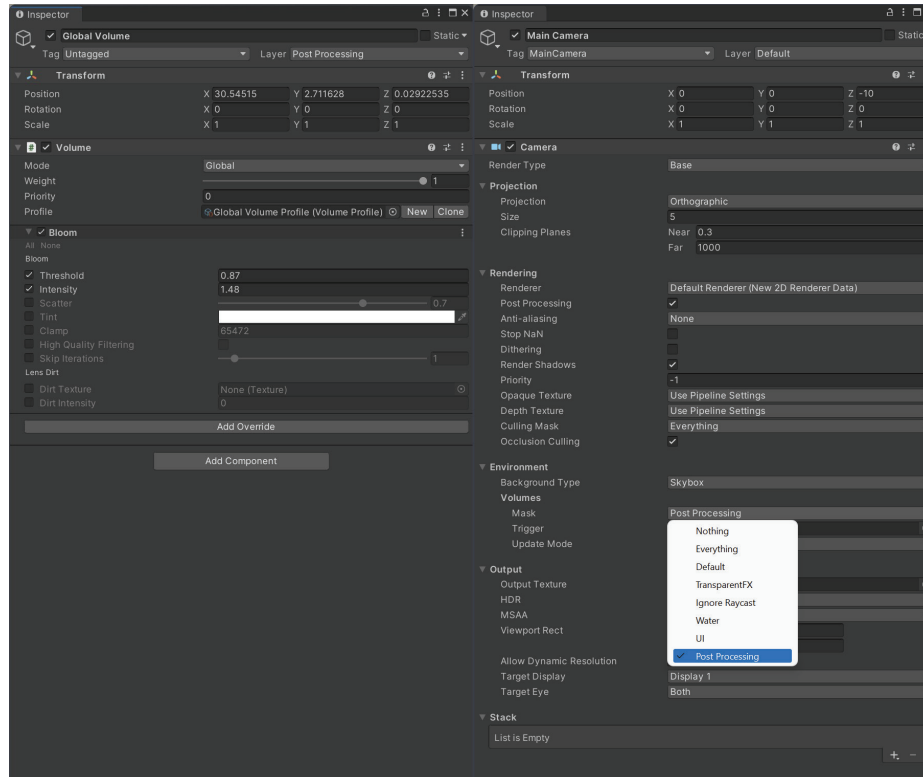 Inspector
Global Volume
Static
Tag Untagged Layer Post Processing
Transform
Position X 30.54515 Y 2.711628 Z 0.02922535
Rotation X 0 Y 0 Z 0
Scale X 1 Y 1 Z 1
Volume
Mode Global
Weight 1
Priority 0
Profile Global Volume Profile (Volume Profile) New Clone
Bloom
All None
Bloom
Threshold 0.87
Intensity 1.48
Scatter 0.7
Tint
Clamp 65472
High Quality Filtering
Skip Iterations 1
Lens Dirt
Dirt Texture None (Texture)
Dirt Intensity 0
Add Override
Add Component
Inspector
Main Camera
Static
Tag MainCamera Layer Default
Transform
Position X 0 Y 0 Z -10
Rotation X 0 Y 0 Z 0
Scale X 1 Y 1 Z 1
Camera
Render Type Base
Projection
Projection Orthographic
Size 5
Clipping Planes Near 0.3
Far 1000
Rendering
Renderer Default Renderer (New 2D Renderer Data)
Post Processing
Anti-aliasing None
Stop NaN
Dithering
Render Shadows
Priority -1
Opaque Texture Use Pipeline Settings
Depth Texture Use Pipeline Settings
Culling Mask Everything
Occlusion Culling
Environment
Background Type Skybox
Volumes
Mask Post Processing
Trigger
Update Mode
Nothing
Everything
Default
TransparentFX
Ignore Raycast
Water
UI
Post Processing
Output
Output Texture
HDR
MSAA
Viewport Rect
Allow Dynamic Resolution
Target Display Display 1
Target Eye Both
Stack
List is Empty